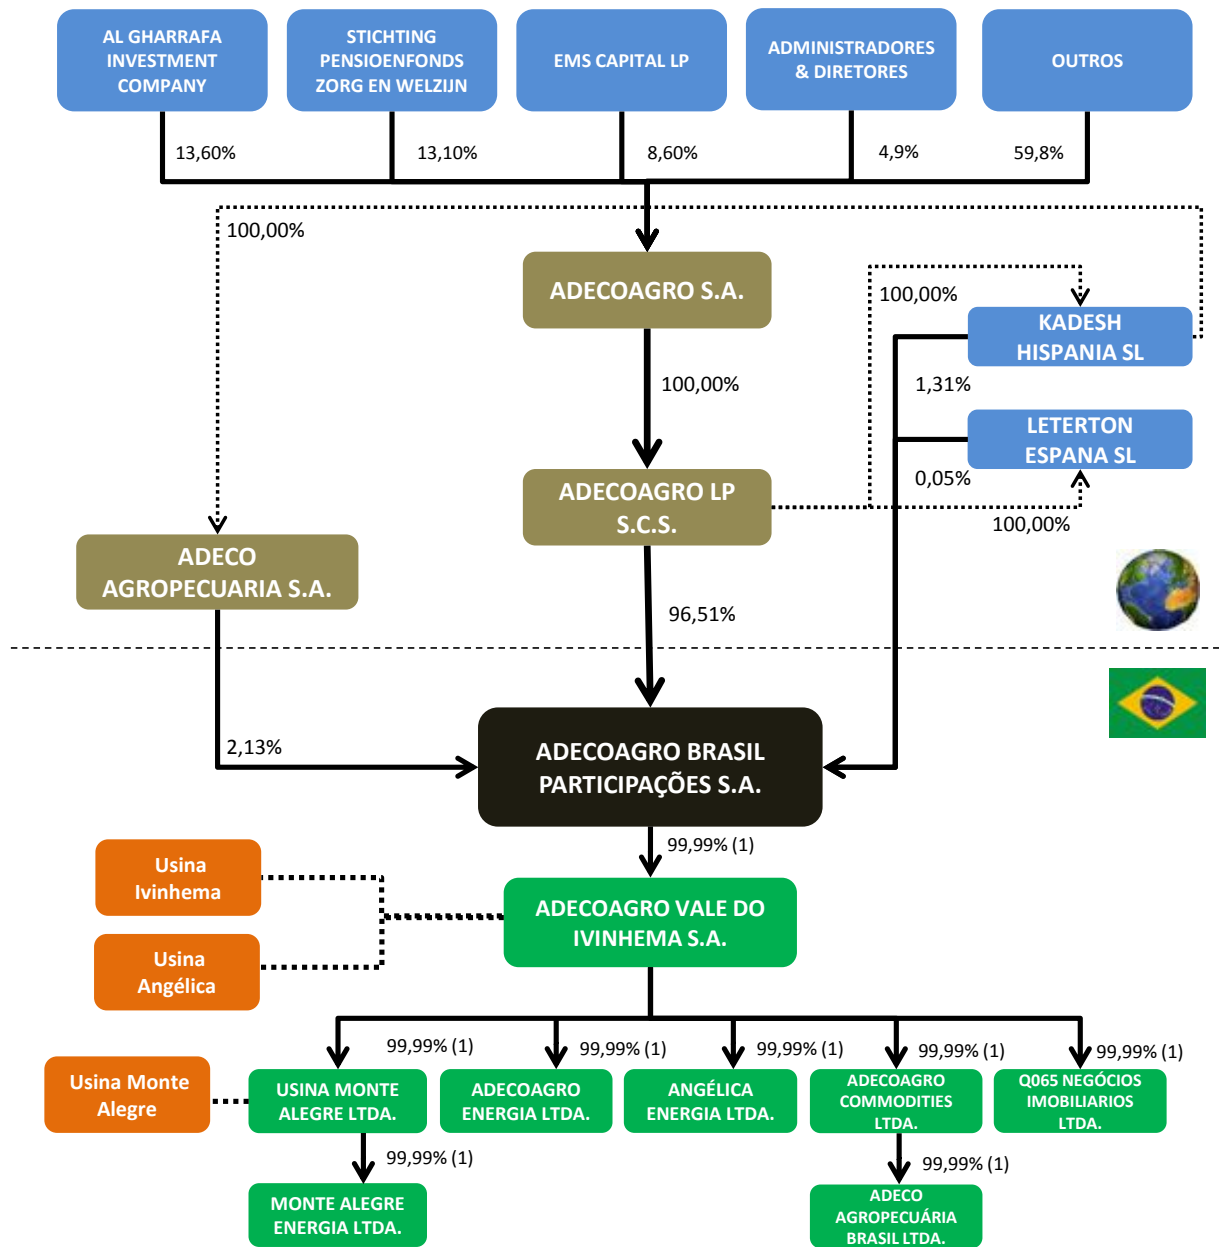 AL GHARRAFA
INVESTMENT
COMPANY
STICHTING
PENSIOENFONDS
ZORG EN WELZIJN
EMS CAPITAL LP
ADMINISTRADORES
& DIRETORES
OUTROS
13,60%
13,10%
8,60%
4,9%
59,8%
100,00%
ADECOAGRO S.A.
100,00%
KADESH
HISPANIA SL
100,00%
1,31%
LETERTON
ESPANA SL
ADECOAGRO LP
S.C.S.
0,05%
100,00%
ADECO
AGROPECUARIA S.A.
96,51%
2,13%
ADECOAGRO BRASIL
PARTICIPAÇÕES S.A.
99,99% (1)
Usina
Ivinhema
ADECOAGRO VALE DO
IVINHEMA S.A.
Usina
Angélica
99,99% (1)
99,99% (1)
99,99% (1)
99,99% (1)
99,99% (1)
Usina Monte
Alegre
USINA MONTE
ALEGRE LTDA.
ADECOAGRO
ENERGIA LTDA.
ANGÉLICA
ENERGIA LTDA.
ADECOAGRO
COMMODITIES
LTDA.
Q065 NEGÓCIOS
IMOBILIARIOS
LTDA.
99,99% (1)
99,99% (1)
MONTE ALEGRE
ENERGIA LTDA.
ADECO
AGROPECUÁRIA
BRASIL LTDA.